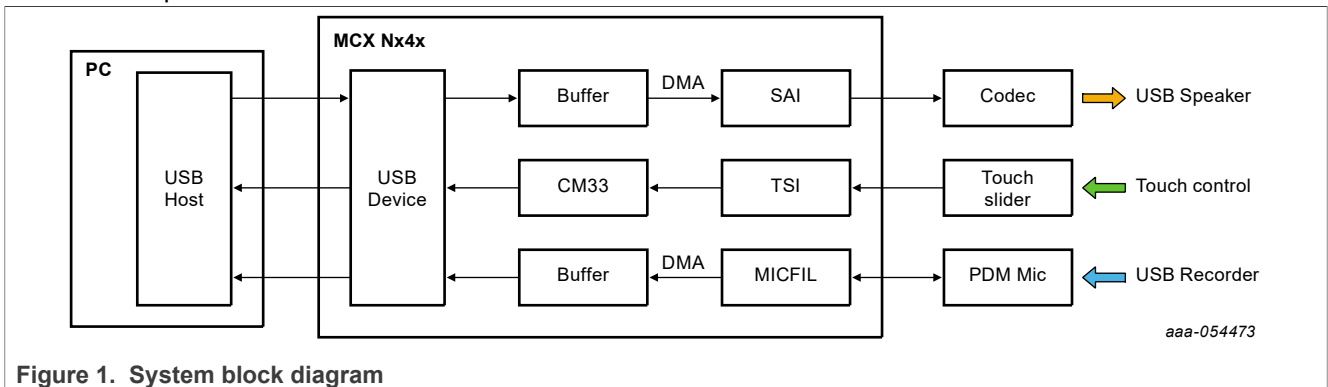 MCX Nx4x
PC
DMA
Buffer
SAI
Codec
USB Speaker
USB
Host
USB
Device
CM33
TSI
Touch
slider
Touch control
DMA
Buffer
MICFIL
PDM Mic
USB Recorder
aaa-054473
Figure 1. System block diagram